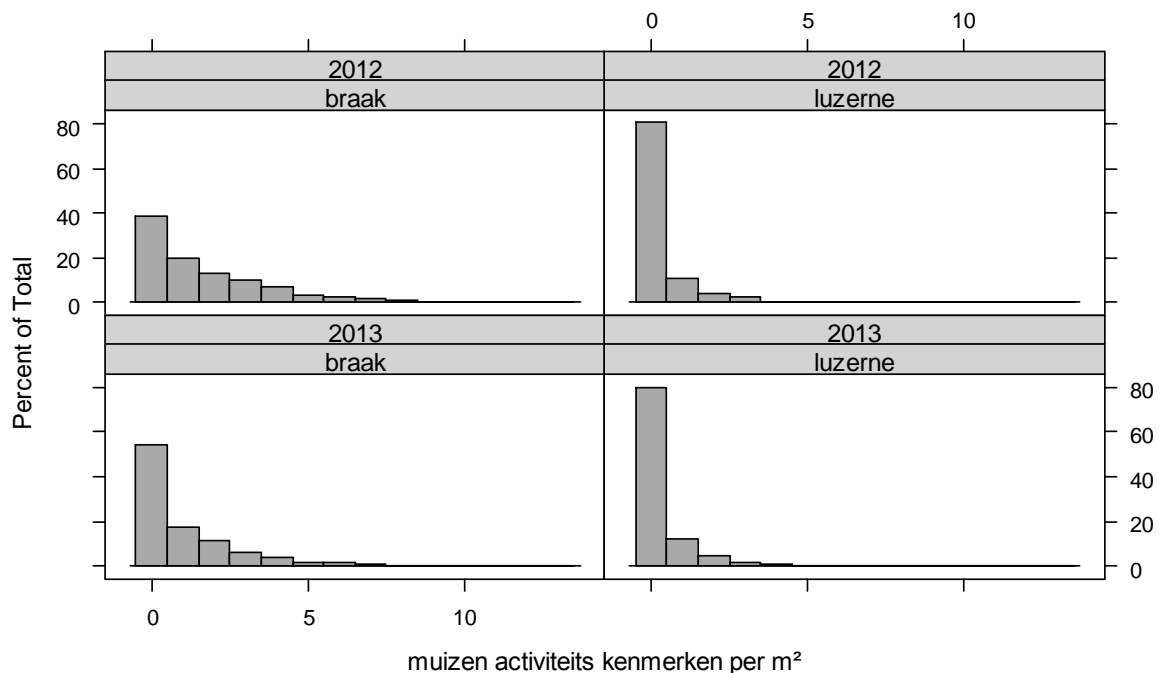 0 5 10
2012 2012
braak luzerne
80
60
40
20
0
Percent of Total
2013 2013
braak luzerne
80
60
40
20
0
0 5 10
muizen activiteits kenmerken per m²